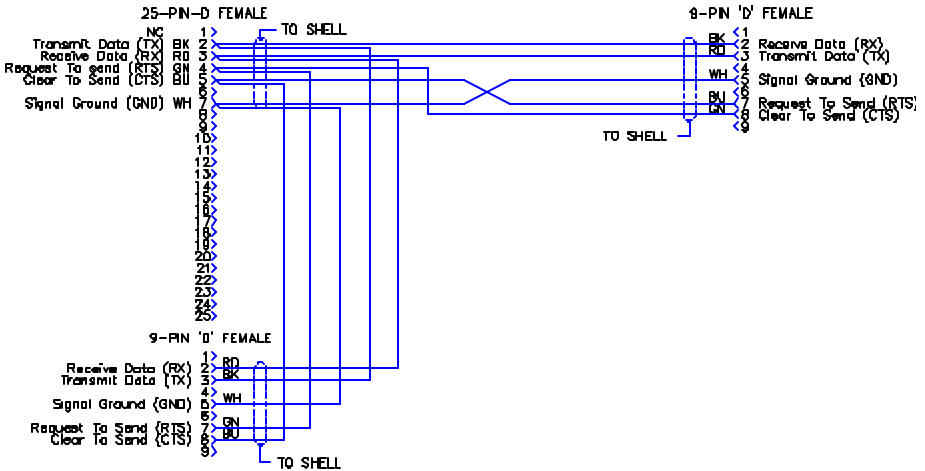 25-PIN-D FEMALE
NC 1
Transmit Data (TX) BK 2
Receive Data (RX) RD 3
Request To send (RTS) GN 4
Clear To Send (CTS) BU 5
6
Signal Ground (GND) WH 7
8
9
10
11
12
13
14
15
16
17
18
19
20
21
22
23
24
25
TO SHELL
9-PIN 'D' FEMALE
1
BK 2 Receive Data (RX)
RD 3 Transmit Data (TX)
4
WH 5 Signal Ground (GND)
6
BU 7 Request To Send (RTS)
GN 8 Clear To Send (CTS)
9
TO SHELL
9-PIN 'D' FEMALE
1
Receive Data (RX) 2 RD
Transmit Data (TX) 3 BK
4
Signal Ground (GND) 5 WH
6
Request To Send (RTS) 7 GN
Clear To Send (CTS) 8 BU
9
TO SHELL